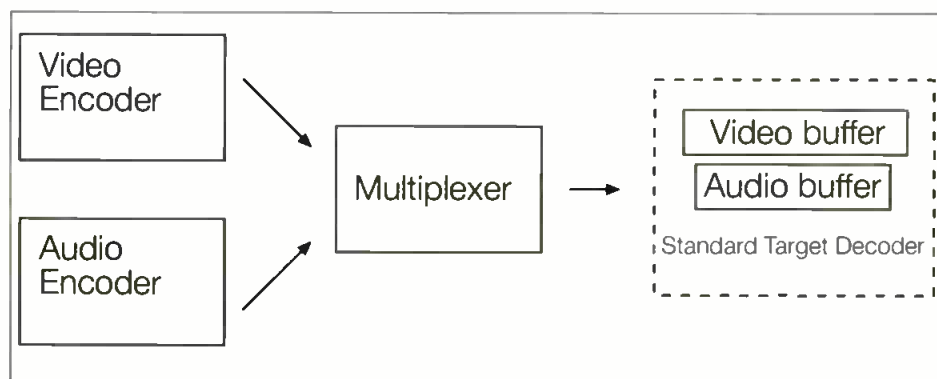 Video
Encoder
Audio
Encoder
Multiplexer
Video buffer
Audio buffer
Standard Target Decoder